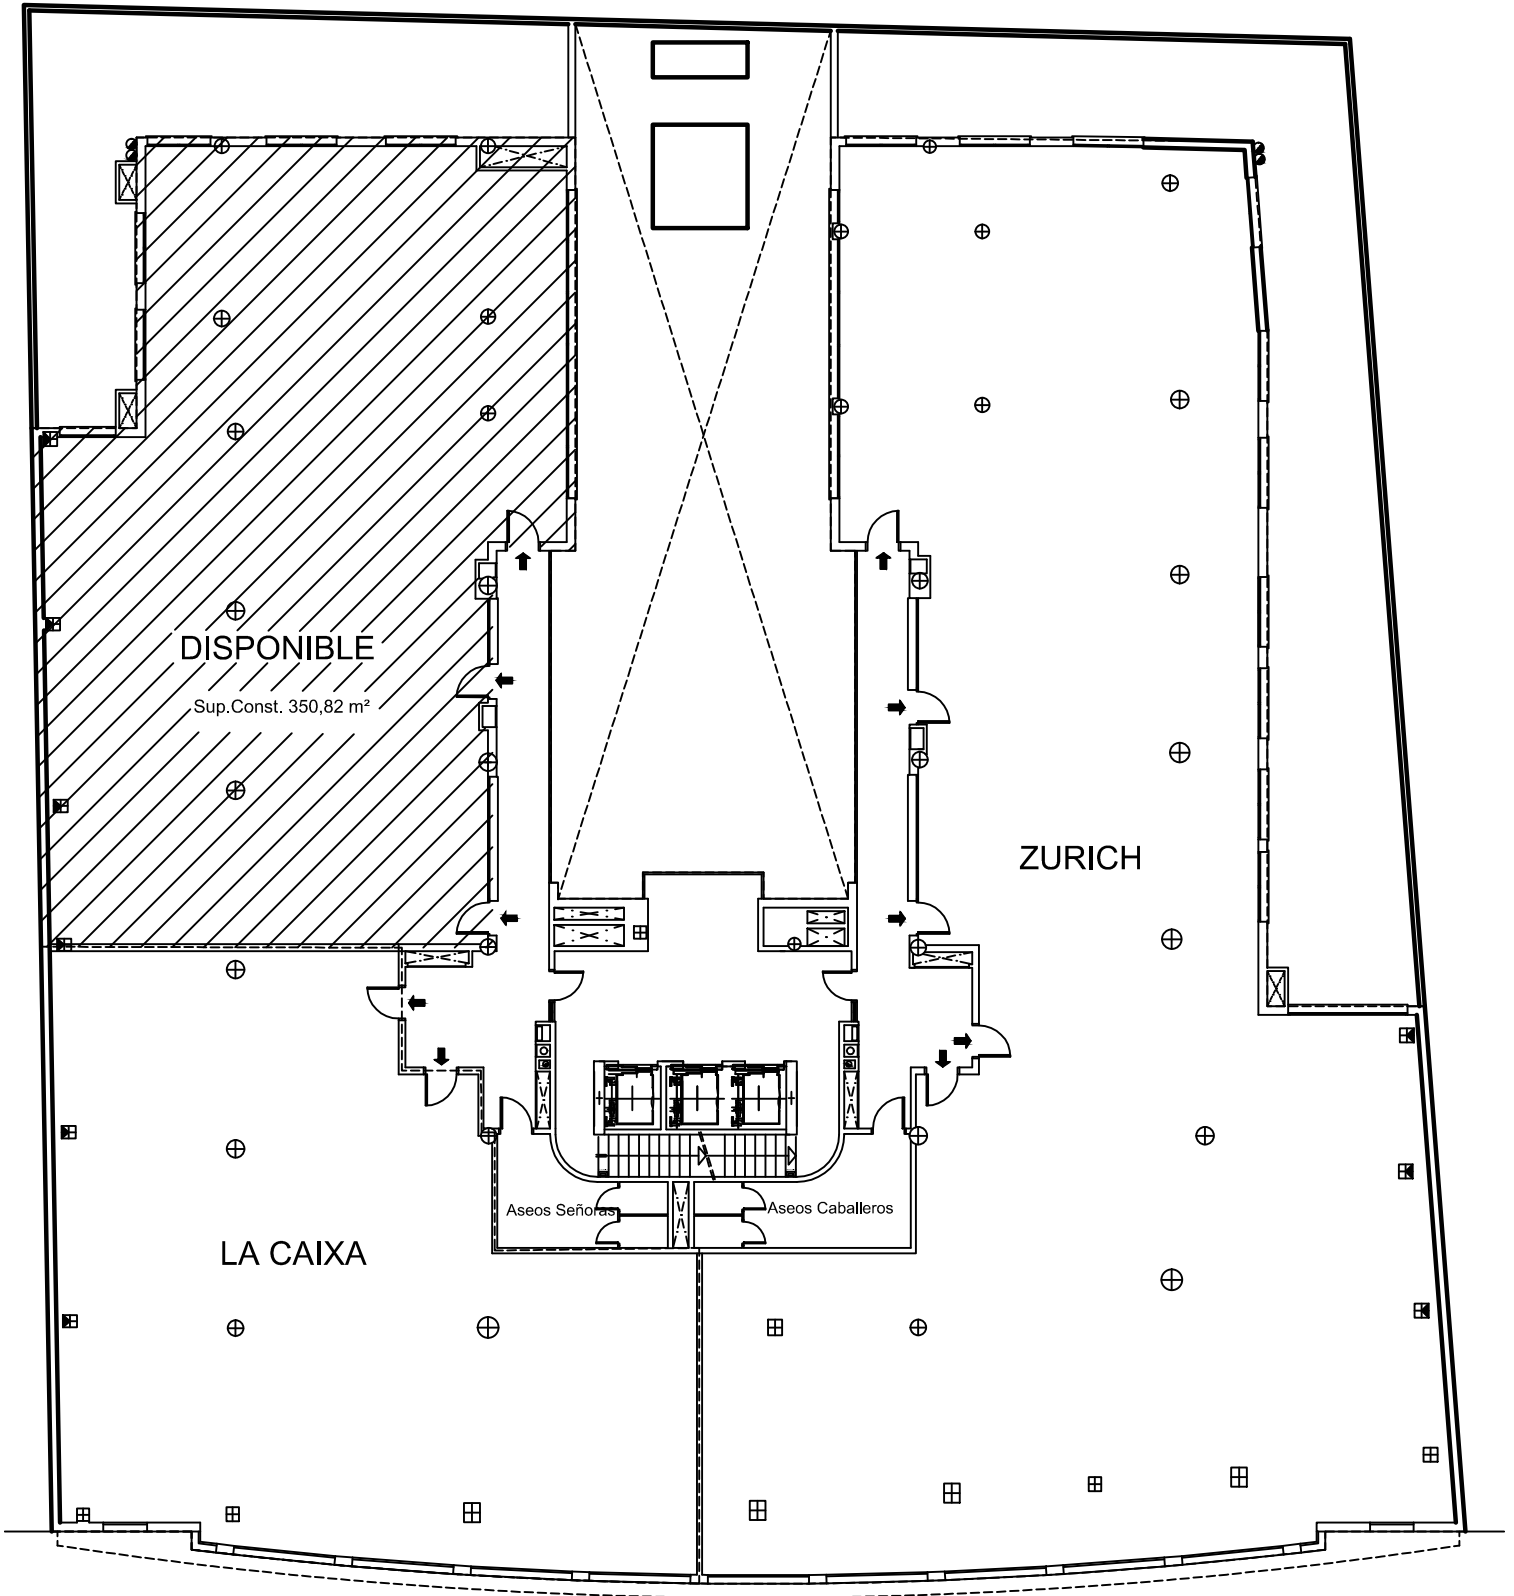 DISPONIBLE
Sup.Const. 350,82 m²
ZURICH
Aseos Señoras
Aseos Caballeros
LA CAIXA